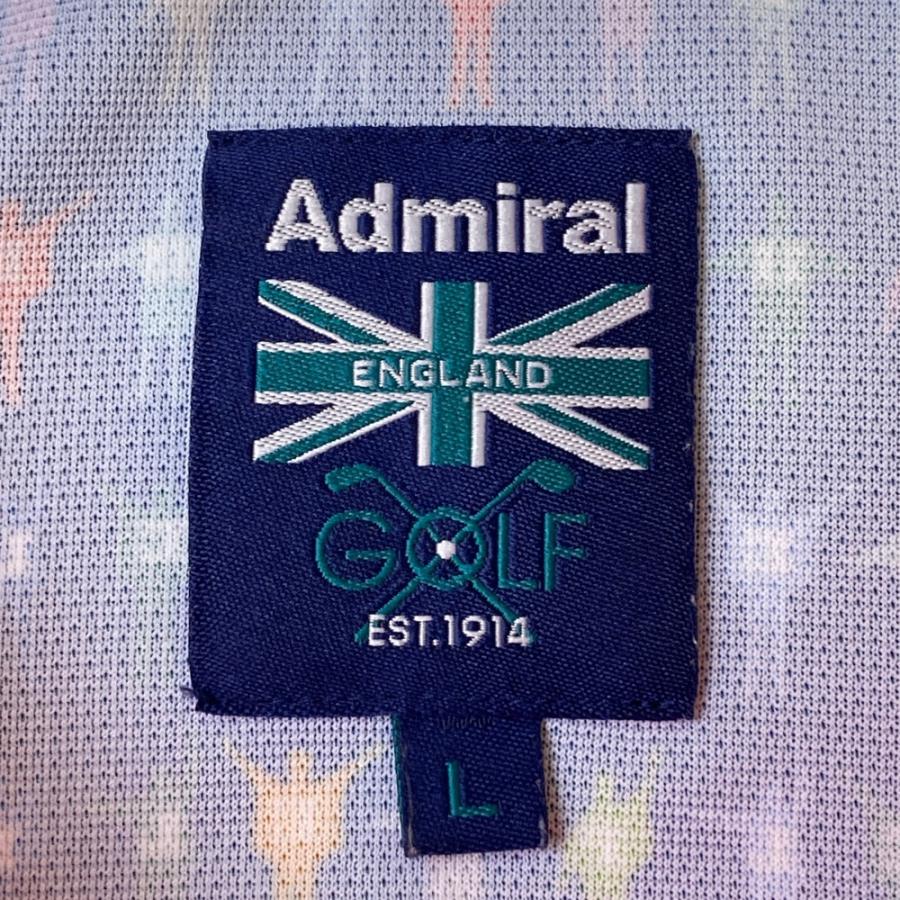 Admiral
ENGLAND
GOLF
EST.1914
L